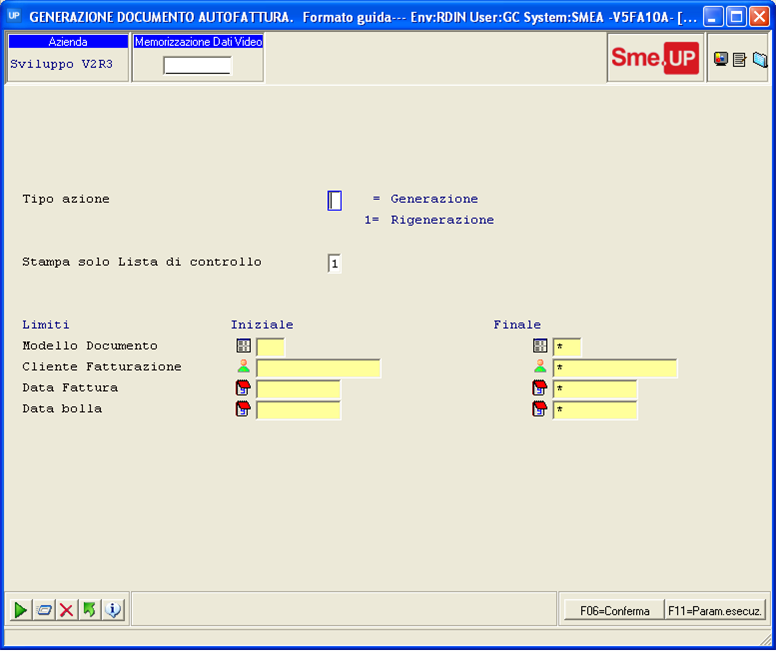 UP GENERAZIONE DOCUMENTO AUTOFATTURA. Formato guida--- Env:RDIN User:GC System:SMEA -V5FA10A- [...
Azienda
Memorizzazione Dati Video
Sviluppo V2R3
Sme.UP
Tipo azione = Generazione
1= Rigenerazione
Stampa solo Lista di controllo 1
Limiti Iniziale Finale
Modello Documento *
Cliente Fatturazione *
Data Fattura *
Data bolla *
F06=Conferma F11=Param.esecuz.